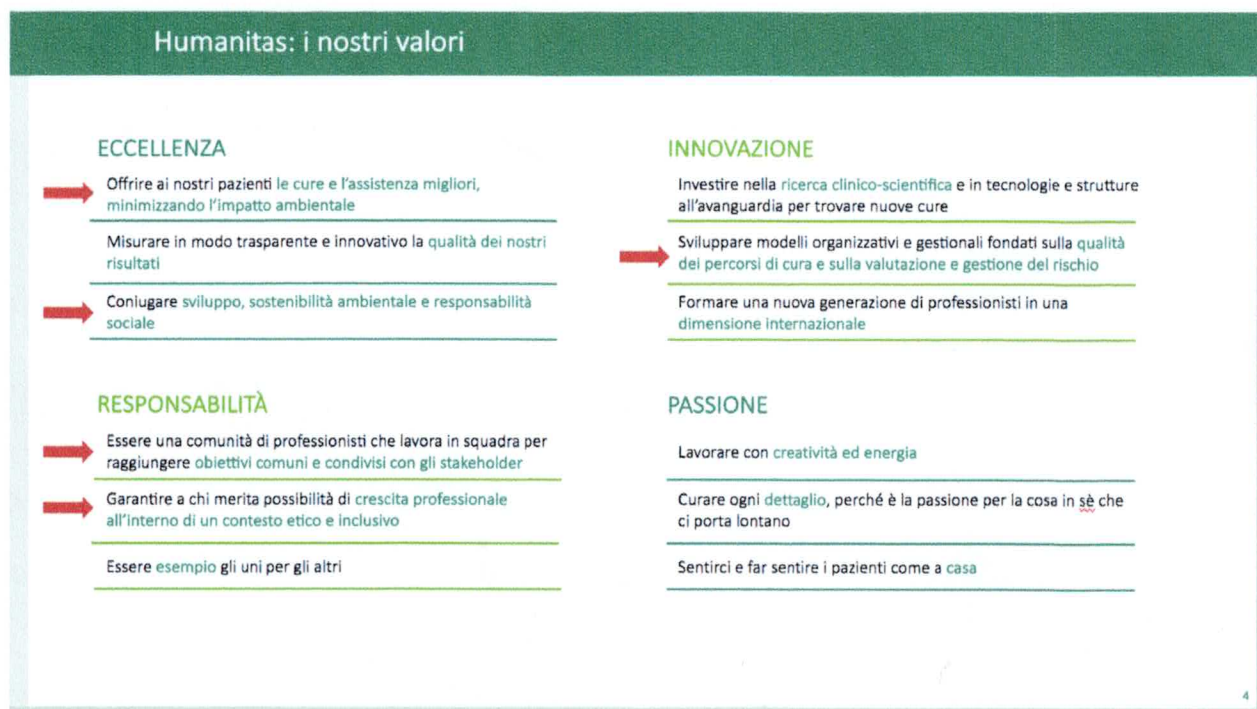 Humanitas: i nostri valori
ECCELLENZA
Offrire ai nostri pazienti le cure e l'assistenza migliori,
minimizzando l'impatto ambientale
Misurare in modo trasparente e innovativo la qualità dei nostri
risultati
Coniugare sviluppo, sostenibilità ambientale e responsabilità
sociale
INNOVAZIONE
Investire nella ricerca clinico-scientifica e in tecnologie e strutture
all'avanguardia per trovare nuove cure
Sviluppare modelli organizzativi e gestionali fondati sulla qualità
dei percorsi di cura e sulla valutazione e gestione del rischio
Formare una nuova generazione di professionisti in una
dimensione internazionale
RESPONSABILITÀ
Essere una comunità di professionisti che lavora in squadra per
raggiungere obiettivi comuni e condivisi con gli stakeholder
Garantire a chi merita possibilità di crescita professionale
all'interno di un contesto etico e inclusivo
Essere esempio gli uni per gli altri
PASSIONE
Lavorare con creatività ed energia
Curare ogni dettaglio, perché è la passione per la cosa in sè che
ci porta lontano
Sentirci e far sentire i pazienti come a casa
4